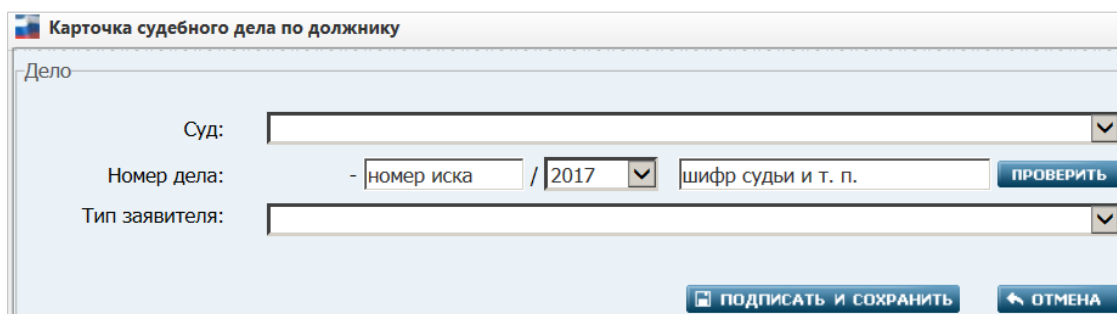 Карточка судебного дела по должнику
Дело
Суд:
Номер дела: - номер иска / 2017 шифр судьи и т. п. ПРОВЕРИТЬ
Тип заявителя:
ПОДПИСАТЬ И СОХРАНИТЬ ОТМЕНА